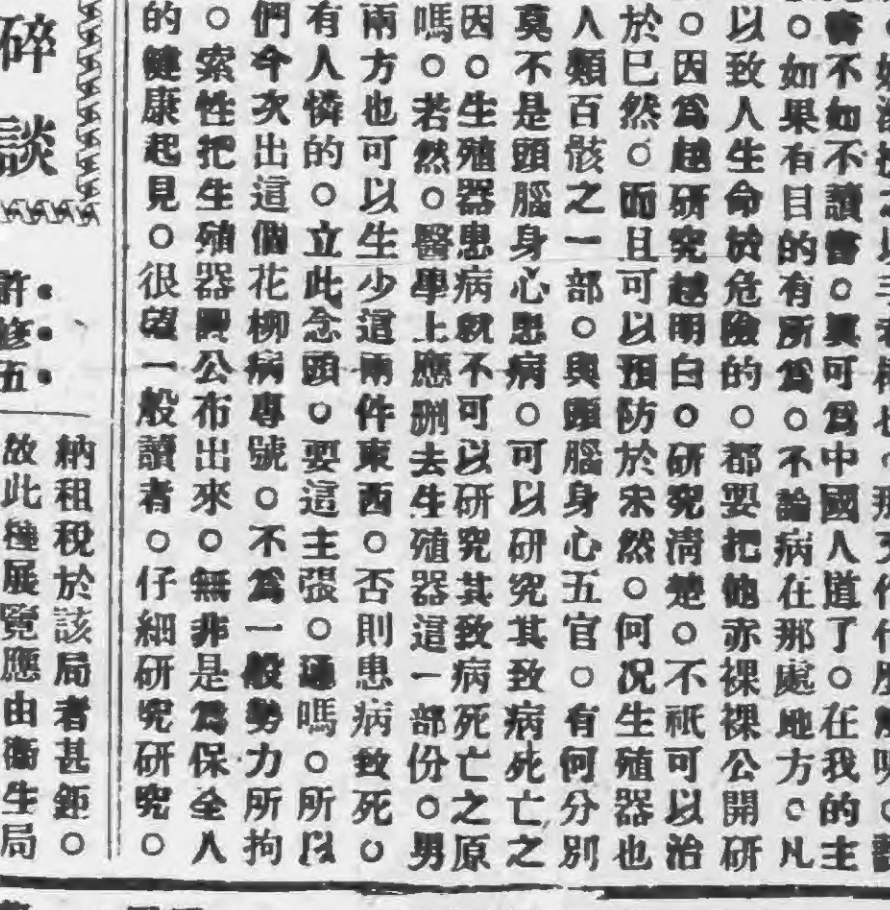 書不如不讀書。眞可爲中國人道了。在我的主
。如果有目的有所爲。不論病在那處地方。凡
以致人生命於危險的。都要把他赤裸裸公開研
。因爲越研究越明白。研究清楚。不祇可以治
於已然。而且可以預防於未然。何况生殖器也
人類百骸之一部。與頭腦身心五官。有何分別
莫不是頭腦身心患病。可以研究其致病死亡之
因。生殖器患病就不可以研究其致病死亡之原
嗎。若然。醫學上應删去生殖器這一部份。男
兩方也可以生少這兩件東西。否則患病致死。
有人憐的。立此念頭。要這主張。通嗎。所以
們今次出這個花柳病專號。不爲一般勢力所拘
。索性把生殖器關公布出來。無非是爲保全人
的健康起見。很望一般讀者。仔細研究研究。
碎談
許修五
納租稅於該局者甚鉅。
故此種展覽應由衞生局